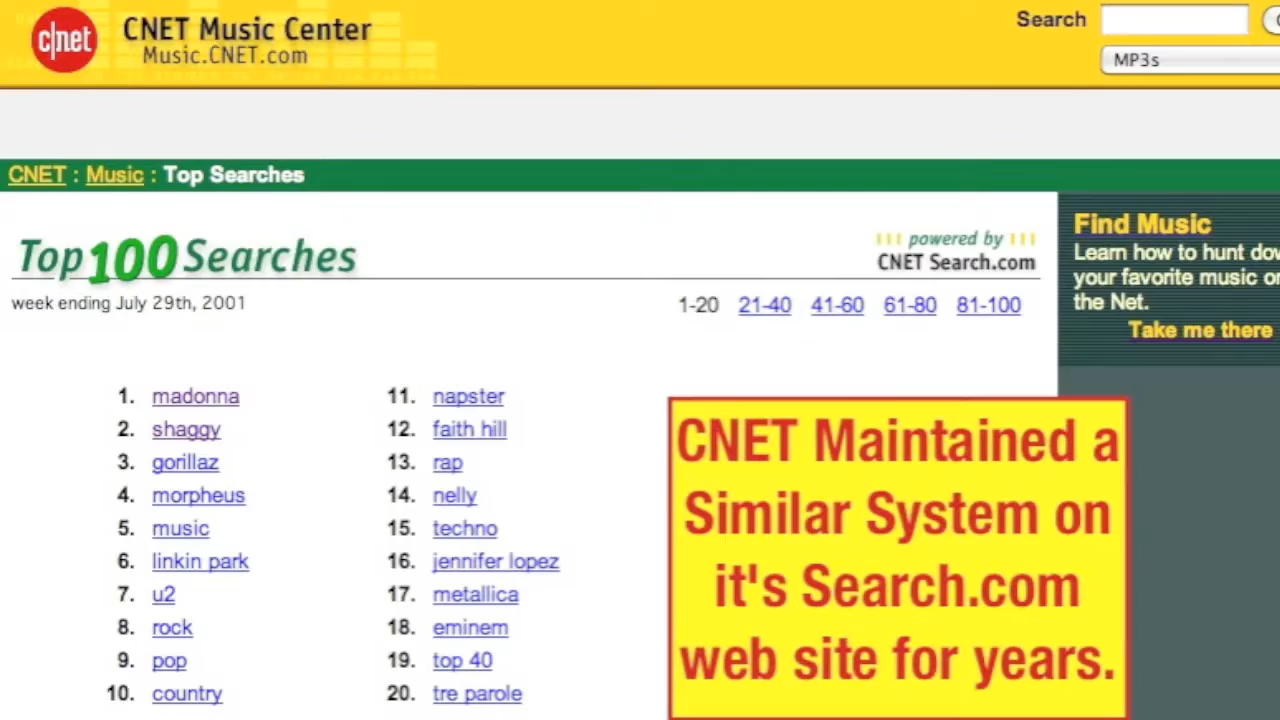 c|net
CNET Music Center
Music.CNET.com
Search
MP3s
CNET : Music : Top Searches
Top 100 Searches
powered by
CNET Search.com
week ending July 29th, 2001
1-20 21-40 41-60 61-80 81-100
Find Music
Learn how to hunt dow
your favorite music on
the Net.
Take me there
1. madonna
2. shaggy
3. gorillaz
4. morpheus
5. music
6. linkin park
7. u2
8. rock
9. pop
10. country
11. napster
12. faith hill
13. rap
14. nelly
15. techno
16. jennifer lopez
17. metallica
18. eminem
19. top 40
20. tre parole
CNET Maintained a
Similar System on
it's Search.com
web site for years.